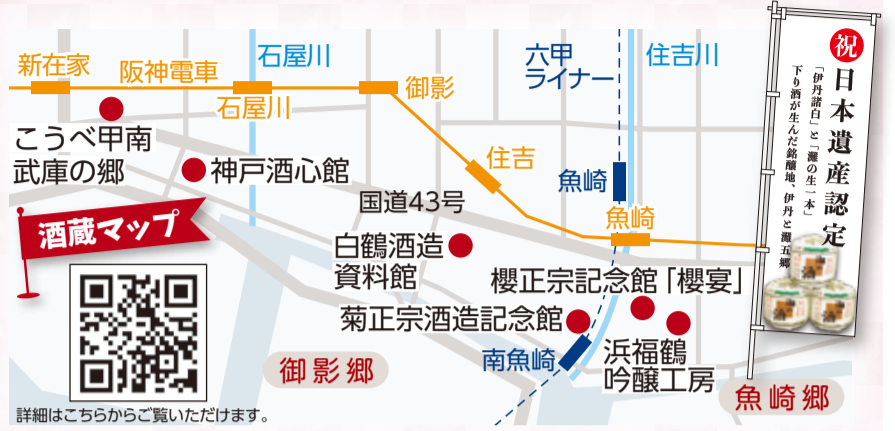 新在家
阪神電車
石屋川
石屋川
御影
六甲
ライナー
住吉川
こうべ甲南
武庫の郷
神戸酒心館
住吉
魚崎
魚崎
国道43号
酒蔵マップ
白鶴酒造
資料館
櫻正宗記念館「櫻宴」
菊正宗酒造記念館
南魚崎
浜福鶴
吟醸工房
御影郷
魚崎郷
詳細はこちらからご覧いただけます。
祝
日本遺産認定
「伊丹諸白」と「灘の生一本」
下り酒が生んだ銘醸地、伊丹と灘五郷